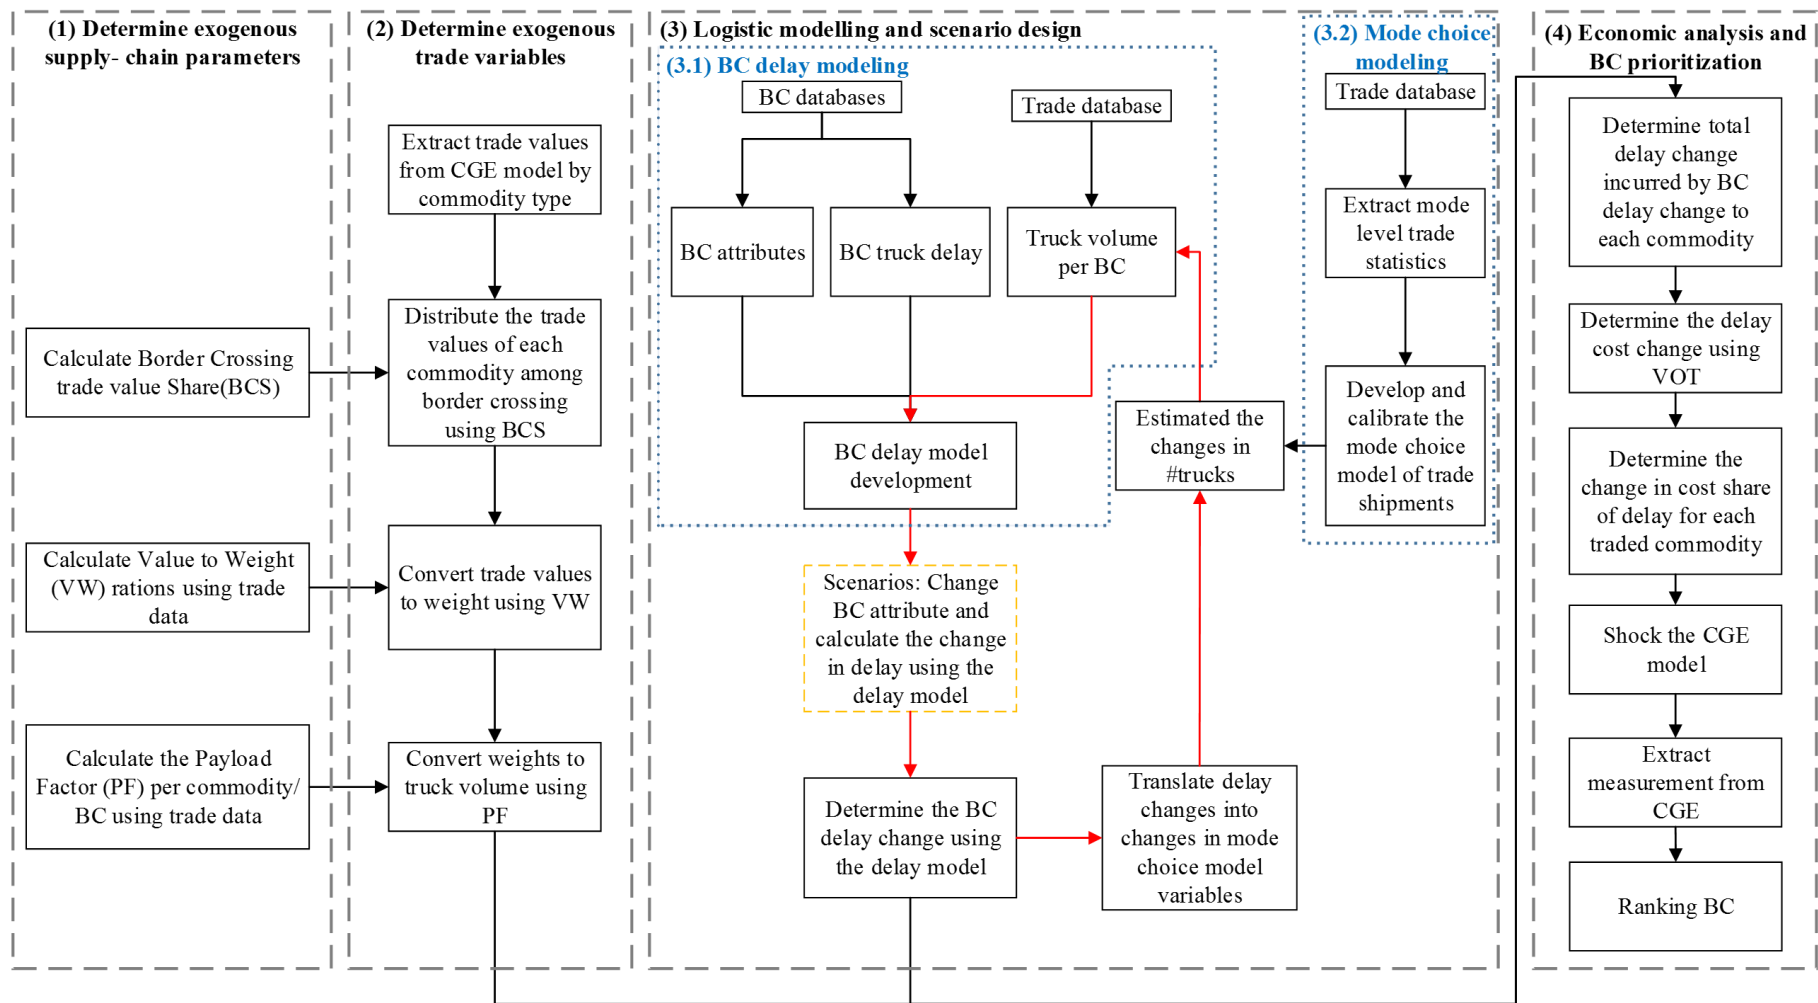 (1) Determine exogenous
supply- chain parameters
Calculate Border Crossing
trade value Share(BCS)
Calculate Value to Weight
(VW) rations using trade
data
Calculate the Payload
Factor (PF) per commodity/
BC using trade data
(2) Determine exogenous
trade variables
Extract trade values
from CGE model by
commodity type
Distribute the trade
values of each
commodity among
border crossing
using BCS
Convert trade values
to weight using VW
Convert weights to
truck volume using
PF
(3) Logistic modelling and scenario design
(3.1) BC delay modeling
BC databases
Trade database
BC attributes
BC truck delay
Truck volume
per BC
BC delay model
development
Scenarios: Change
BC attribute and
calculate the change
in delay using the
delay model
Determine the BC
delay change using
the delay model
Translate delay
changes into
changes in mode
choice model
variables
Estimated the
changes in
#trucks
(3.2) Mode choice
modeling
Trade database
Extract mode
level trade
statistics
Develop and
calibrate the
mode choice
model of trade
shipments
(4) Economic analysis and
BC prioritization
Determine total
delay change
incurred by BC
delay change to
each commodity
Determine the delay
cost change using
VOT
Determine the
change in cost share
of delay for each
traded commodity
Shock the CGE
model
Extract
measurement from
CGE
Ranking BC